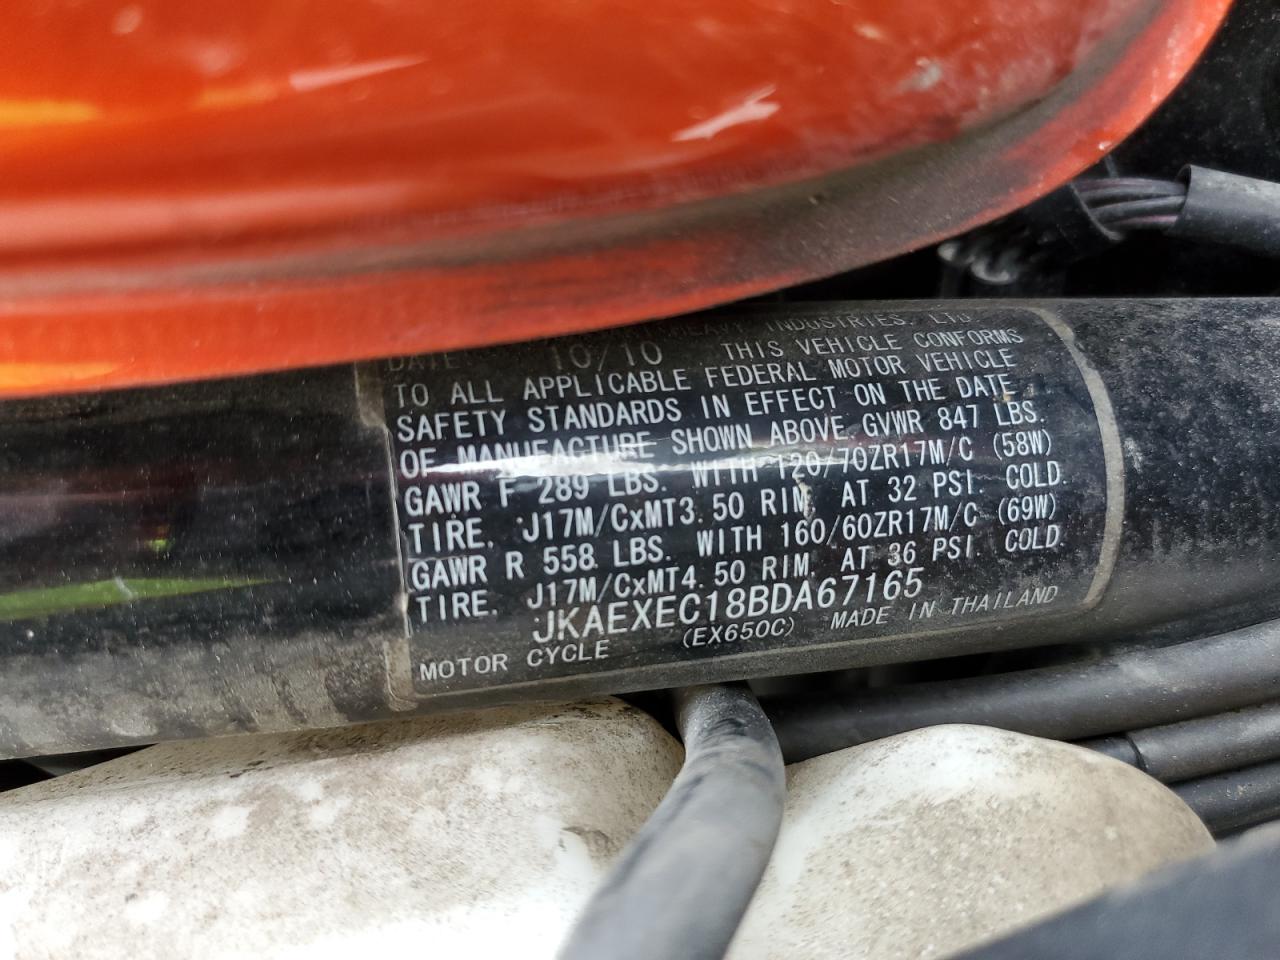 HEAVY INDUSTRIES, LTD.
DATE: 10/10 THIS VEHICLE CONFORMS
TO ALL APPLICABLE FEDERAL MOTOR VEHICLE
SAFETY STANDARDS IN EFFECT ON THE DATE
OF MANUFACTURE SHOWN ABOVE. GVWR 847 LBS.
GAWR F 289 LBS. WITH 120/70ZR17M/C (58W)
TIRE. J17M/CxMT3.50 RIM. AT 32 PSI. COLD.
GAWR R 558 LBS. WITH 160/60ZR17M/C (69W)
TIRE. J17M/CxMT4.50 RIM. AT 36 PSI. COLD.
JKAEXEC18BDA67165
MOTOR CYCLE (EX650C) MADE IN THAILAND